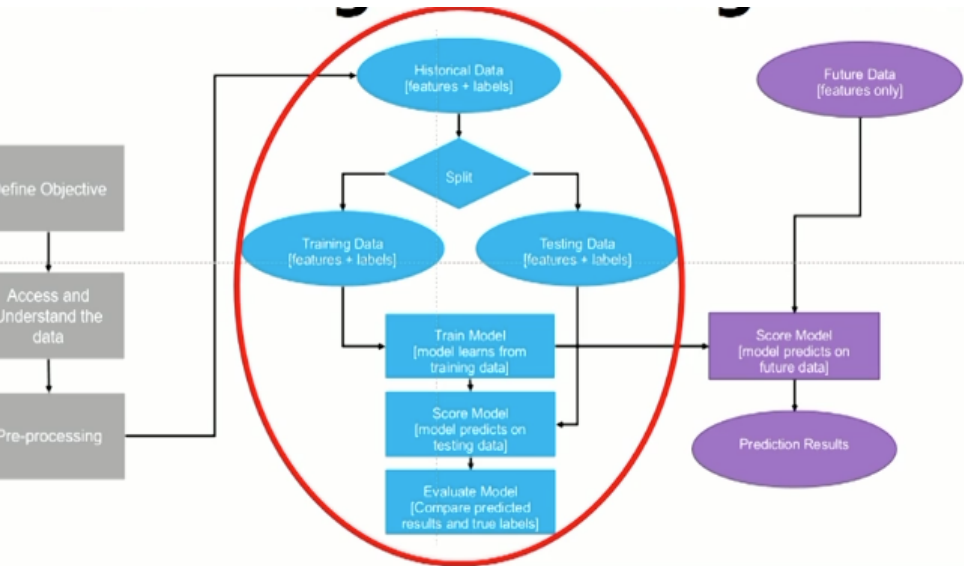 Historical Data
[features + labels]
Future Data
[features only]
Split
efine Objective
Training Data
[features + labels]
Testing Data
[features + labels]
Access and
Understand the
data
Train Model
[model learns from
training data]
Score Model
[model predicts on
future data]
Score Model
[model predicts on
testing data]
Pre-processing
Prediction Results
Evaluate Model
[Compare predicted
results and true labels]